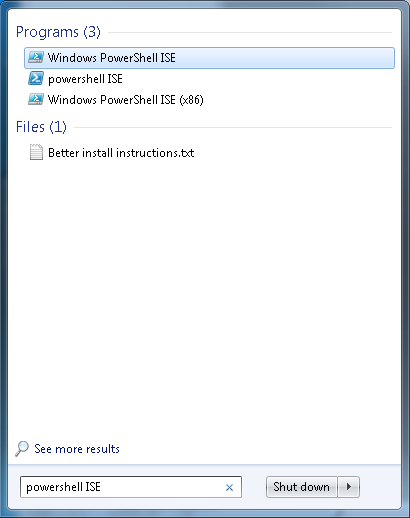 Programs (3)
Windows PowerShell ISE
powershell ISE
Windows PowerShell ISE (x86)
Files (1)
Better install instructions.txt
See more results
powershell ISE
Shut down